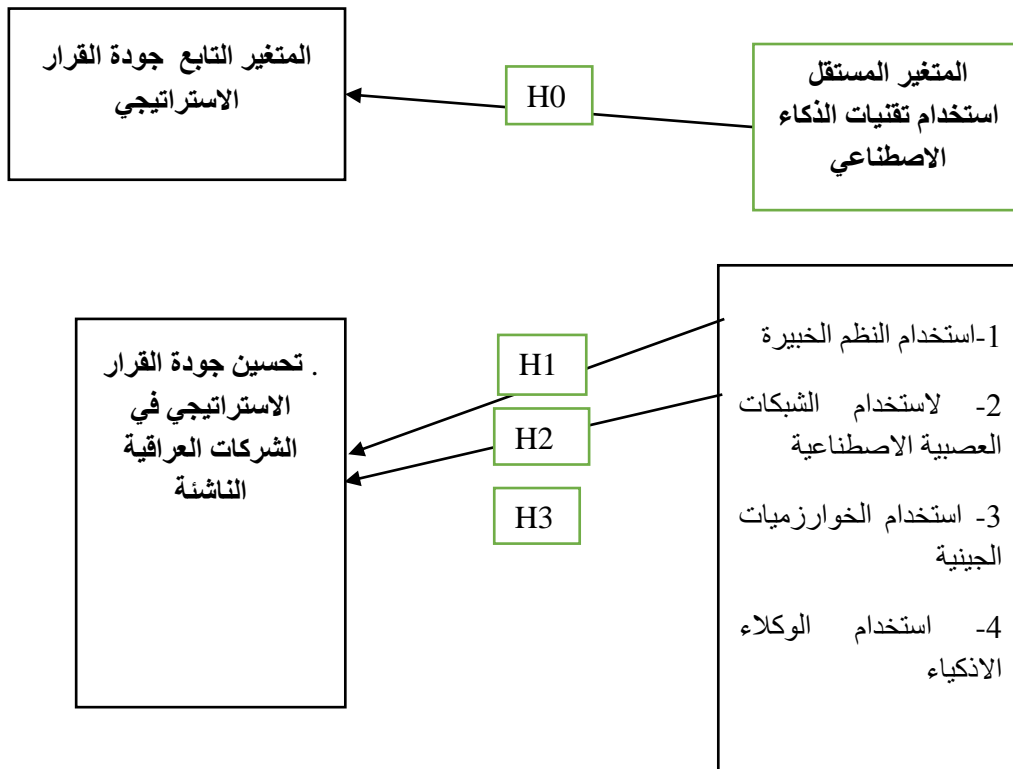 المتغير المستقل
استخدام تقنيات الذكاء
الاصطناعي
H0
المتغير التابع جودة القرار
الاستراتيجي
1-استخدام النظم الخبيرة
2- لاستخدام الشبكات
العصبية الاصطناعية
3- استخدام الخوارزميات
الجينية
4- استخدام الوكلاء
الاذكياء
H1
H2
H3
. تحسين جودة القرار
الاستراتيجي في
الشركات العراقية
الناشئة